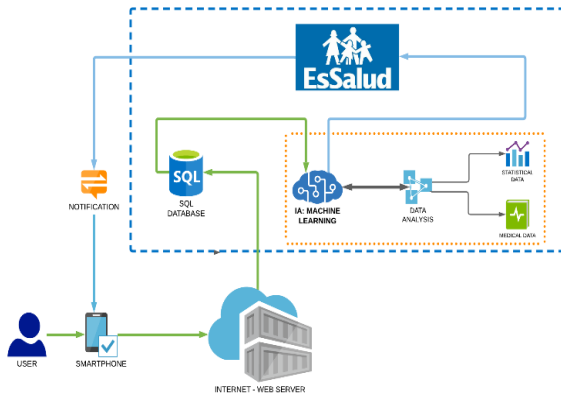 EsSalud
SQL
SQL
DATABASE
NOTIFICATION
IA: MACHINE
LEARNING
DATA
ANALYSIS
STATISTICAL
DATA
MEDICAL DATA
USER
SMARTPHONE
INTERNET - WEB SERVER